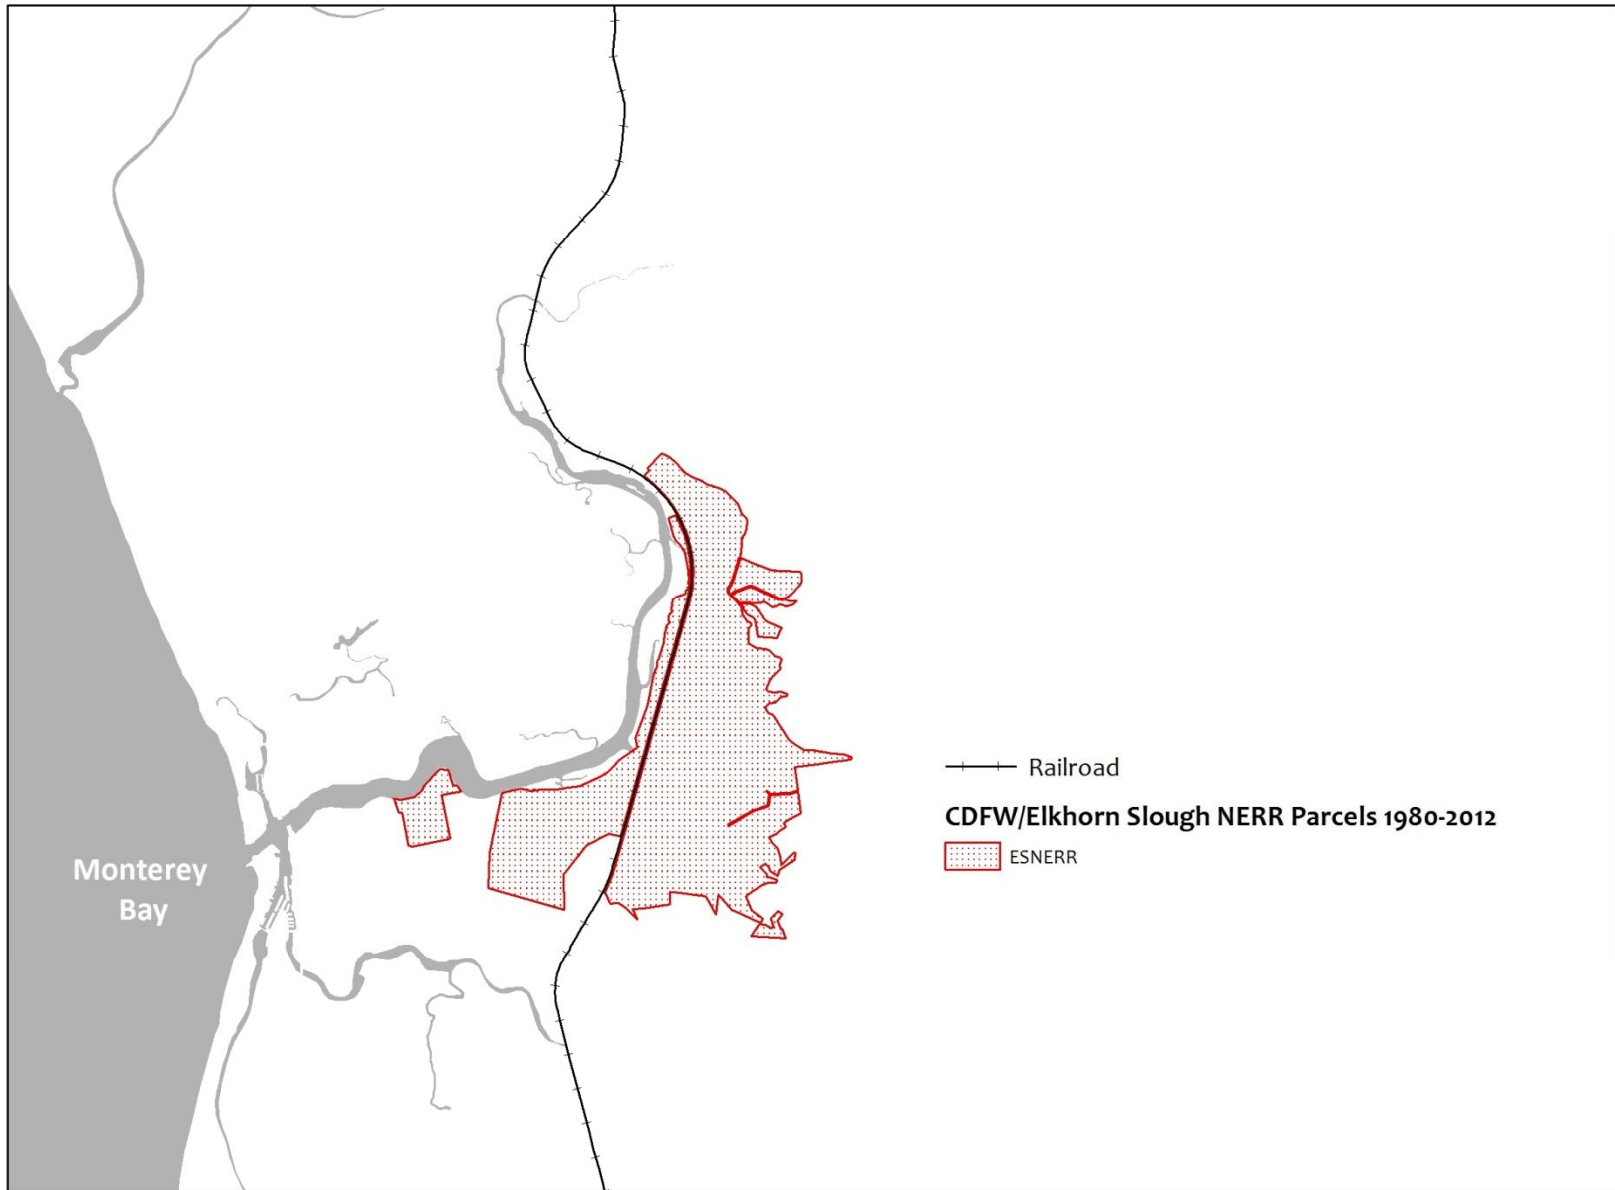 Monterey
Bay
Railroad
CDFW/Elkhorn Slough NERR Parcels 1980-2012
ESNERR